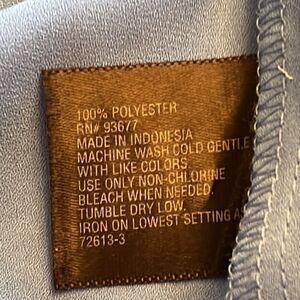 100% POLYESTER
RN# 93677
MADE IN INDONESIA
MACHINE WASH COLD GENTLE
WITH LIKE COLORS.
USE ONLY NON-CHLORINE
BLEACH WHEN NEEDED.
TUMBLE DRY LOW.
IRON ON LOWEST SETTING
72613-3